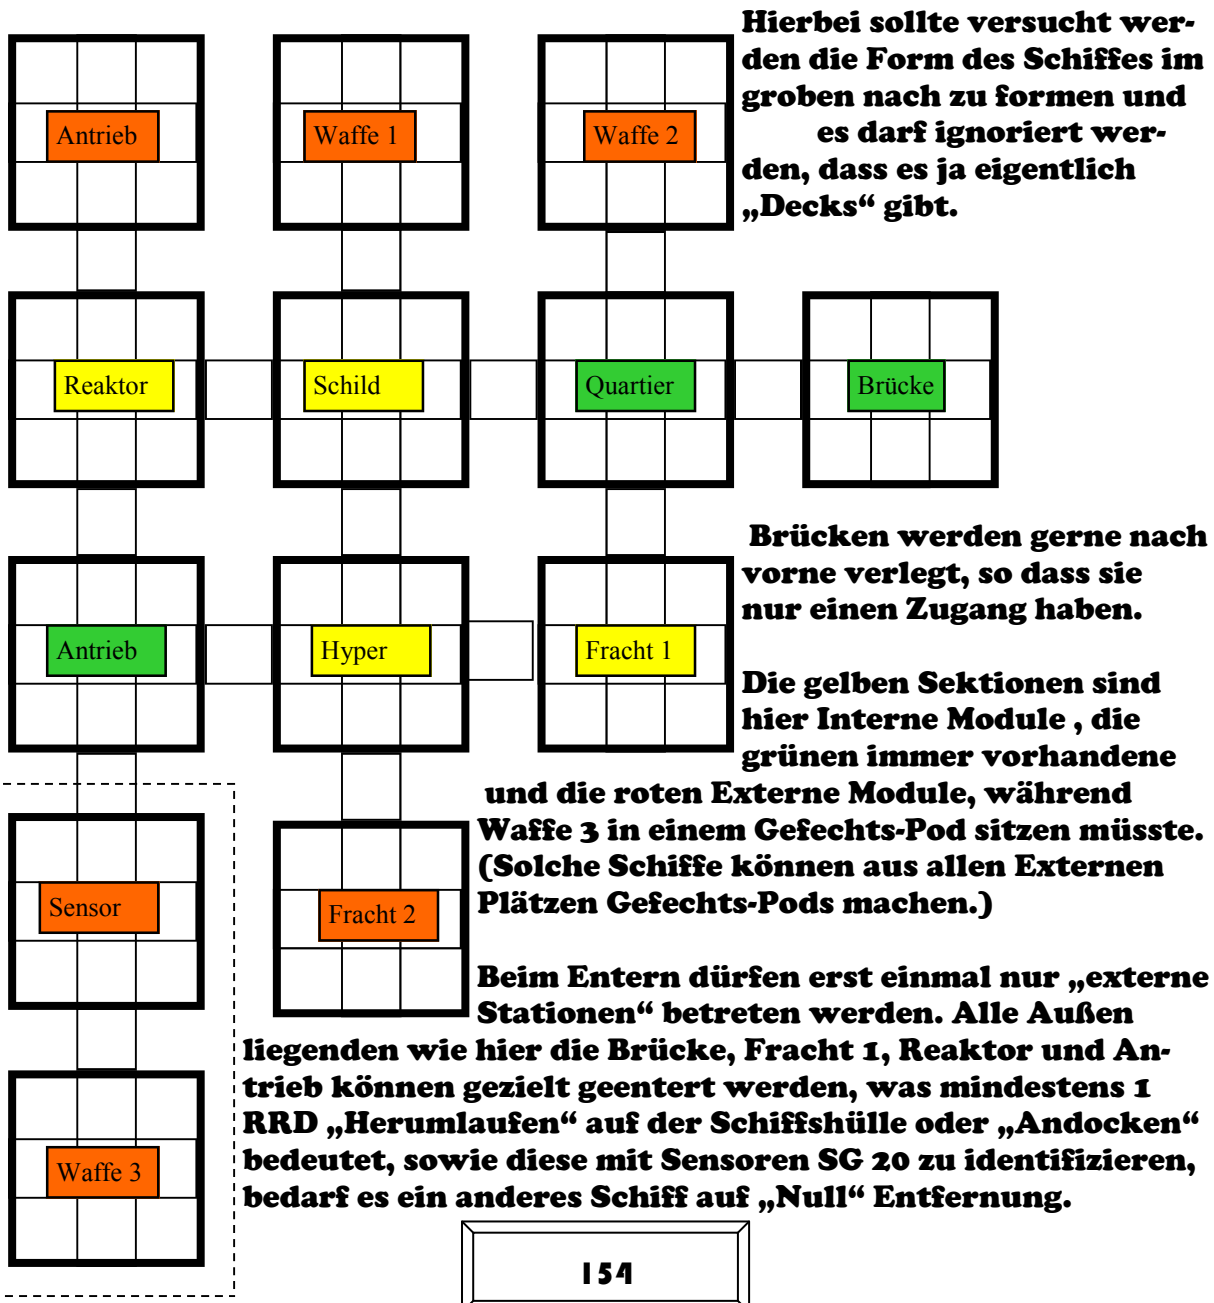 Hierbei sollte versucht wer-
den die Form des Schiffes im
groben nach zu formen und
es darf ignoriert wer-
den, dass es ja eigentlich
„Decks“ gibt.
Antrieb
Waffe 1
Waffe 2
Reaktor
Schild
Quartier
Brücke
Brücken werden gerne nach
vorne verlegt, so dass sie
nur einen Zugang haben.
Antrieb
Hyper
Fracht 1
Die gelben Sektionen sind
hier Interne Module , die
grünen immer vorhandene
und die roten Externe Module, während
Waffe 3 in einem Gefechts-Pod sitzen müsste.
(Solche Schiffe können aus allen Externen
Plätzen Gefechts-Pods machen.)
Sensor
Fracht 2
Beim Entern dürfen erst einmal nur „externe
Stationen“ betreten werden. Alle Außen
liegenden wie hier die Brücke, Fracht 1, Reaktor und An-
trieb können gezielt geentert werden, was mindestens 1
RRD „Herumlaufen“ auf der Schiffshülle oder „Andocken“
bedeutet, sowie diese mit Sensoren SG 20 zu identifizieren,
bedarf es ein anderes Schiff auf „Null“ Entfernung.
Waffe 3
154